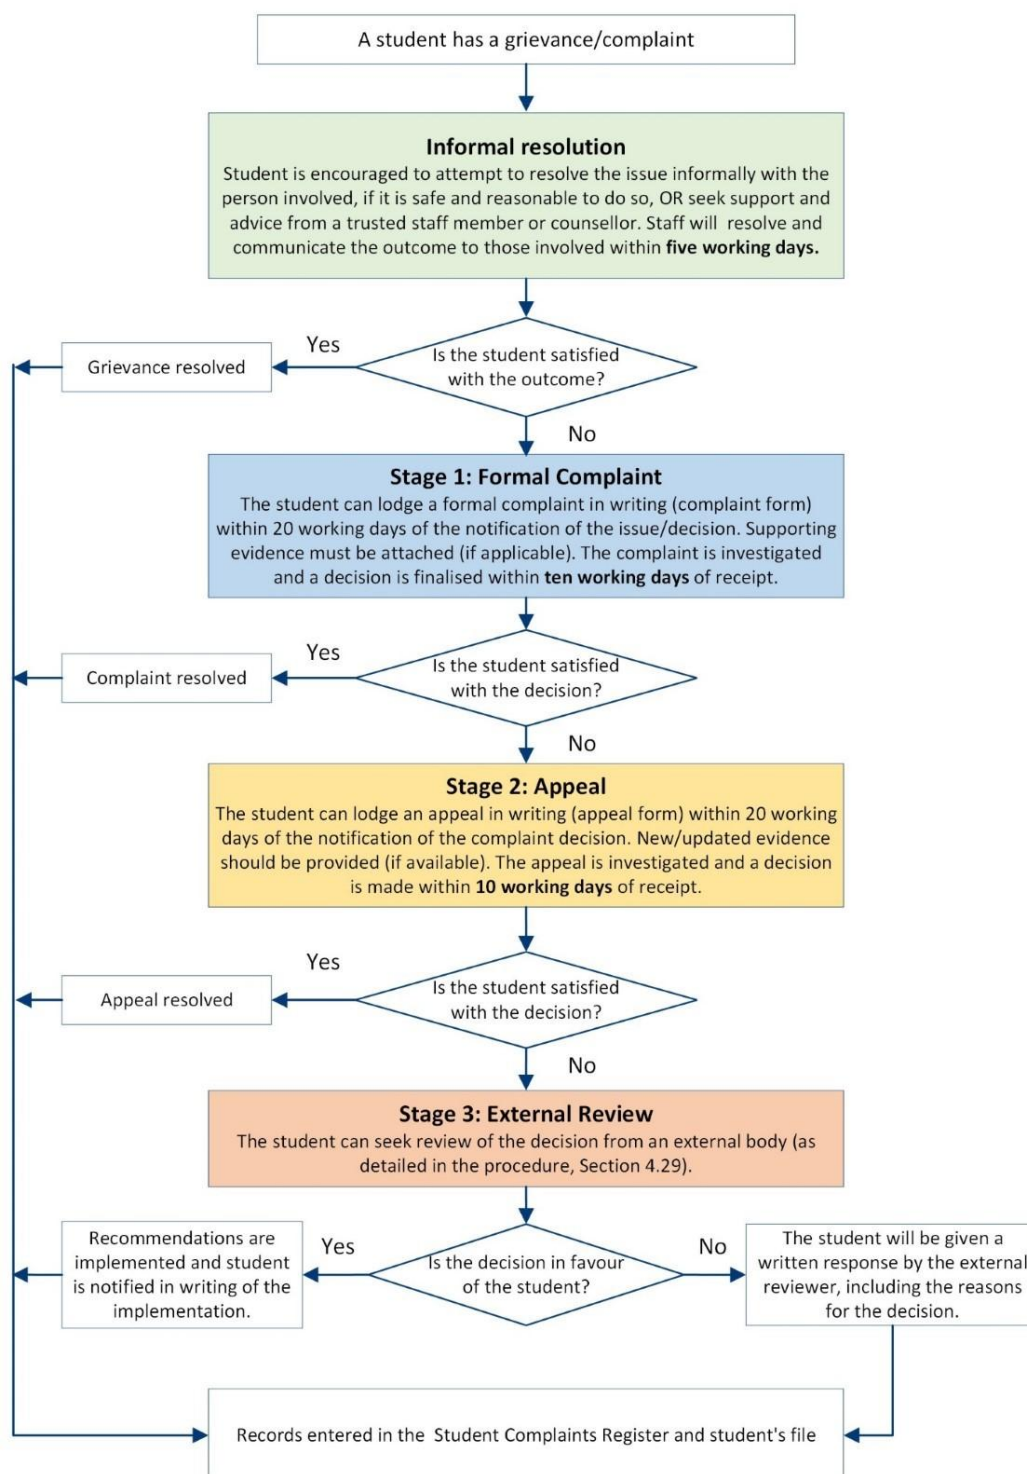 A student has a grievance/complaint
Informal resolution
Student is encouraged to attempt to resolve the issue informally with the
person involved, if it is safe and reasonable to do so, OR seek support and
advice from a trusted staff member or counsellor. Staff will resolve and
communicate the outcome to those involved within five working days.
Is the student satisfied
with the outcome?
Yes
Grievance resolved
No
Stage 1: Formal Complaint
The student can lodge a formal complaint in writing (complaint form)
within 20 working days of the notification of the issue/decision. Supporting
evidence must be attached (if applicable). The complaint is investigated
and a decision is finalised within ten working days of receipt.
Is the student satisfied
with the decision?
Yes
Complaint resolved
No
Stage 2: Appeal
The student can lodge an appeal in writing (appeal form) within 20 working
days of the notification of the complaint decision. New/updated evidence
should be provided (if available). The appeal is investigated and a decision
is made within 10 working days of receipt.
Is the student satisfied
with the decision?
Yes
Appeal resolved
No
Stage 3: External Review
The student can seek review of the decision from an external body (as
detailed in the procedure, Section 4.29).
Is the decision in favour
of the student?
Yes
Recommendations are
implemented and student
is notified in writing of the
implementation.
No
The student will be given a
written response by the external
reviewer, including the reasons
for the decision.
Records entered in the Student Complaints Register and student's file